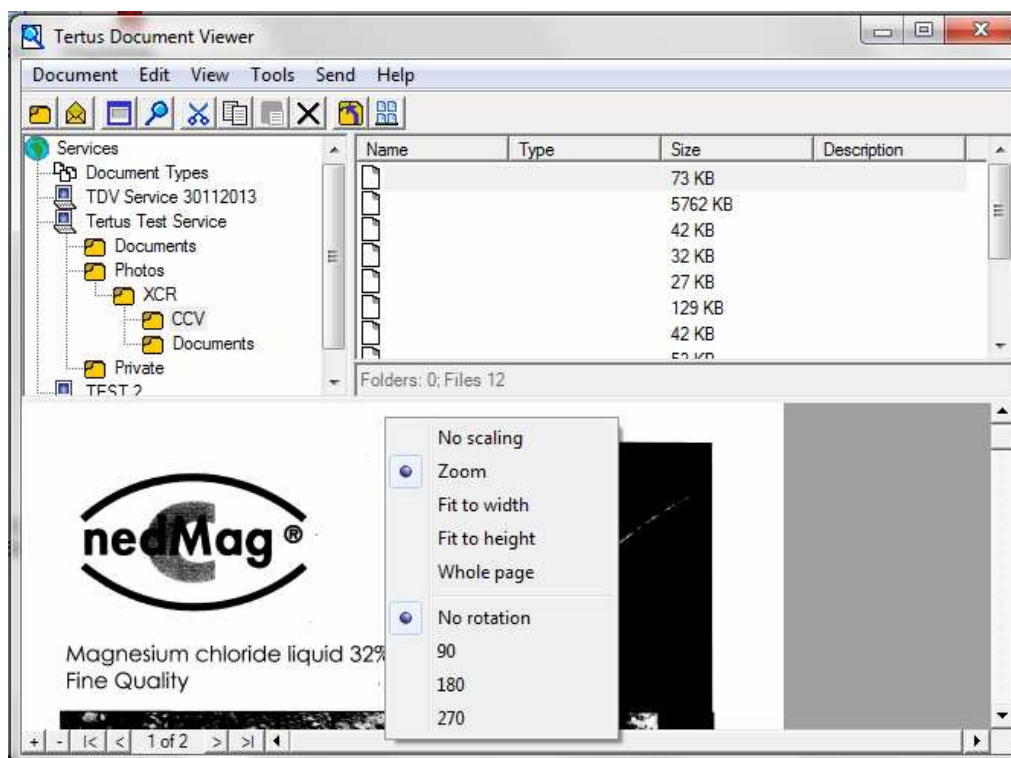 Tertus Document Viewer
Document Edit View Tools Send Help
Services
Document Types
TDV Service 30112013
Tertus Test Service
Documents
Photos
XCR
CCV
Documents
Private
TEST 2
Name Type Size Description
73 KB
5762 KB
42 KB
32 KB
27 KB
129 KB
42 KB
Folders: 0; Files 12
No scaling
Zoom
Fit to width
Fit to height
Whole page
No rotation
90
180
270
nedMag®
Magnesium chloride liquid 32%
Fine Quality
+ - |< < 1 of 2 > >|